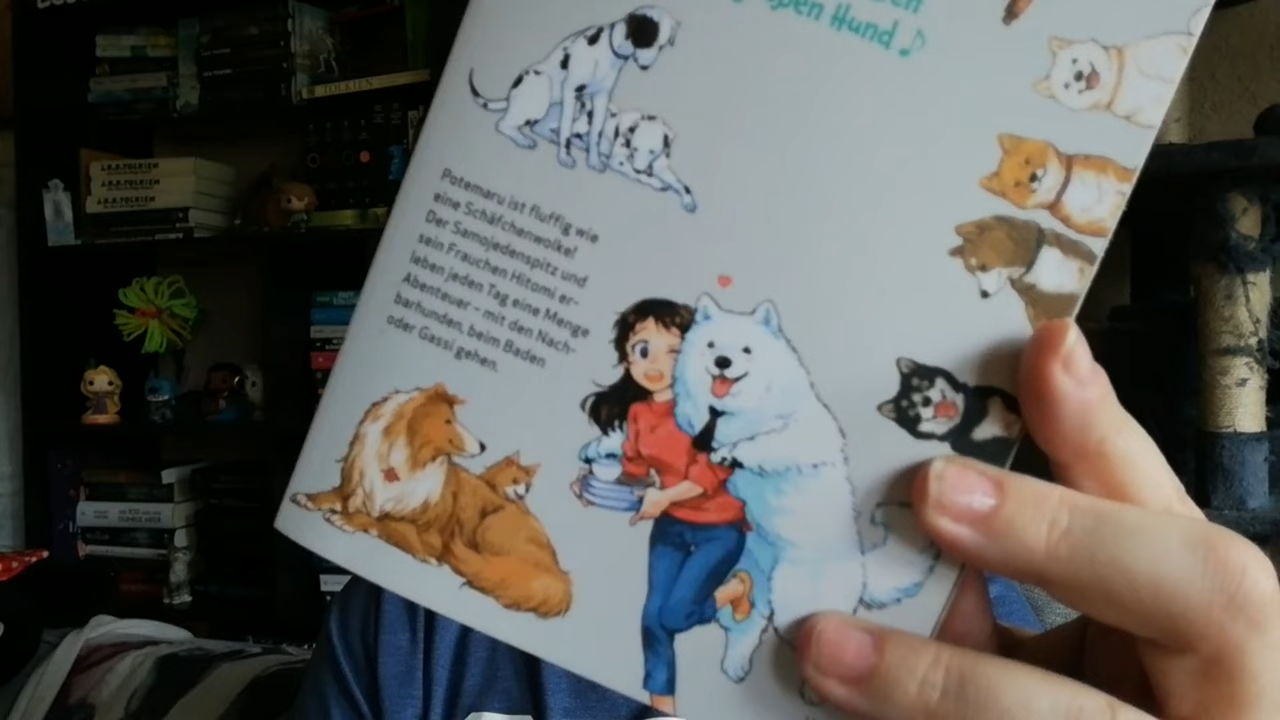 Hund ♪
Potemaru ist fluffig wie
eine Schäfchenwolke!
Der Samojedenspitz und
sein Frauchen Hitomi er-
leben jeden Tag eine Menge
Abenteuer – mit den Nach-
barhunden, beim Baden
oder Gassi gehen.
TOLKIEN
J.R.R. TOLKIEN
J.R.R. TOLKIEN
J.R.R. TOLKIEN